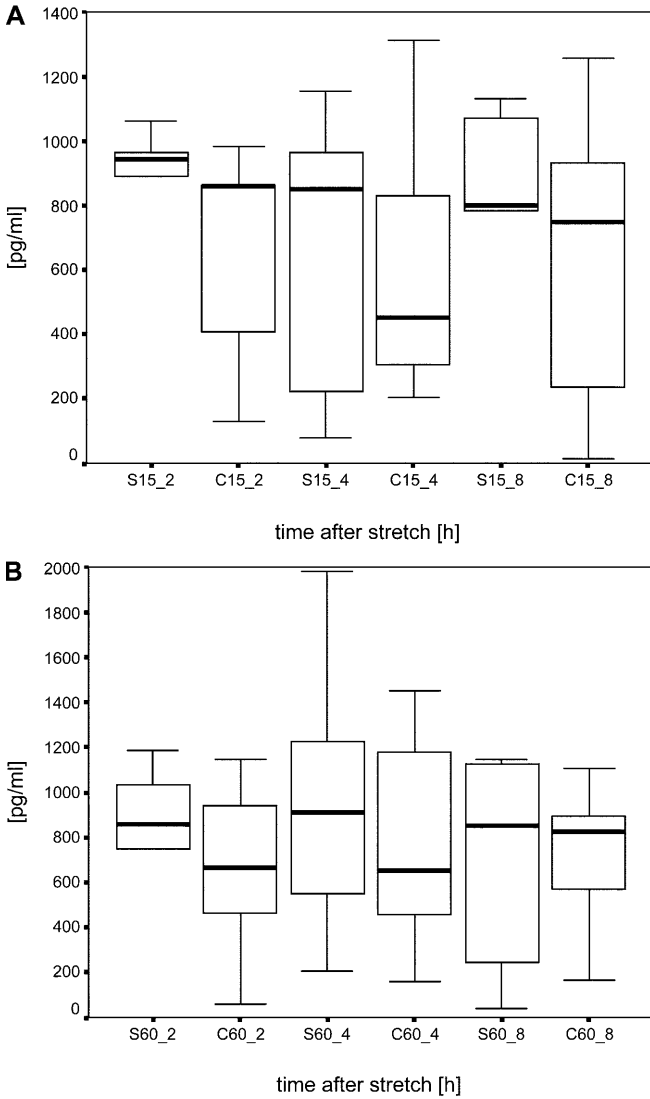 A
1400
1200
1000
800
600
400
200
0
[pg/ml]
S15_2 C15_2 S15_4 C15_4 S15_8 C15_8
time after stretch [h]
B
2000
1800
1600
1400
1200
1000
800
600
400
200
0
[pg/ml]
S60_2 C60_2 S60_4 C60_4 S60_8 C60_8
time after stretch [h]